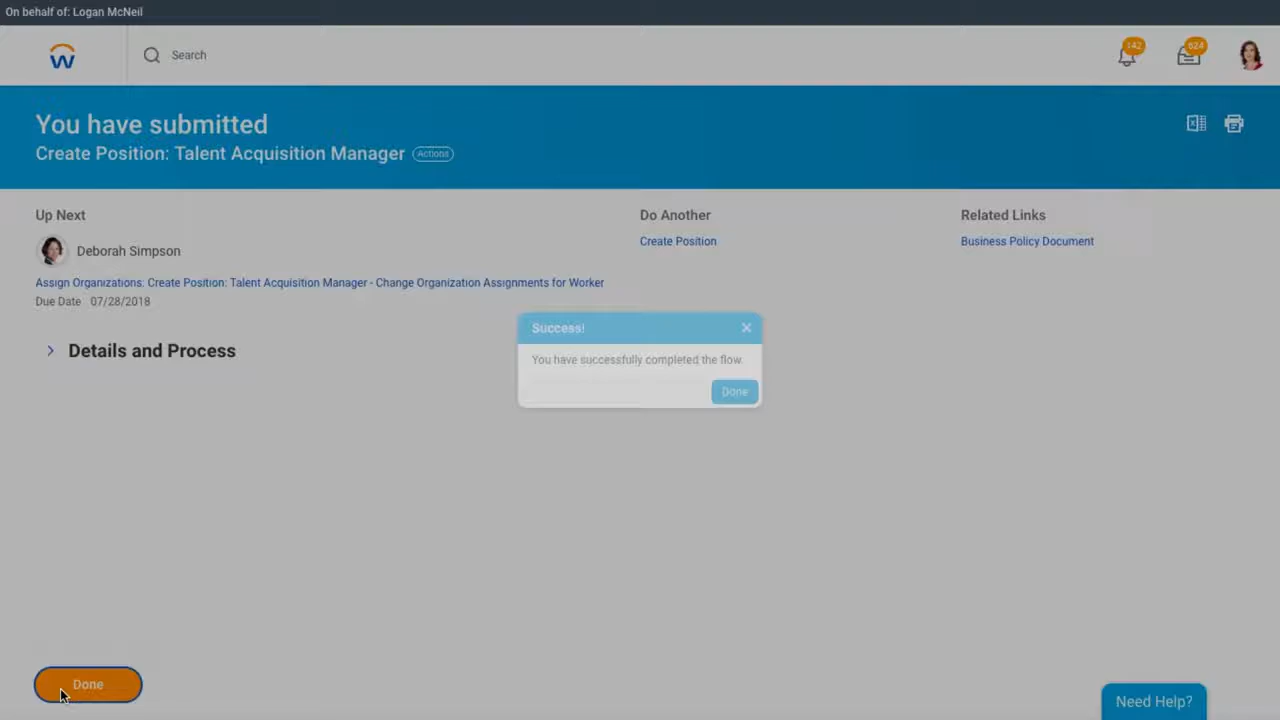 On behalf of: Logan McNeil
Search
142
624
You have submitted
Create Position: Talent Acquisition Manager Actions
Up Next
Deborah Simpson
Assign Organizations: Create Position: Talent Acquisition Manager - Change Organization Assignments for Worker
Due Date 07/28/2018
Details and Process
Do Another
Create Position
Related Links
Business Policy Document
Success!
You have successfully completed the flow.
Done
Done
Need Help?